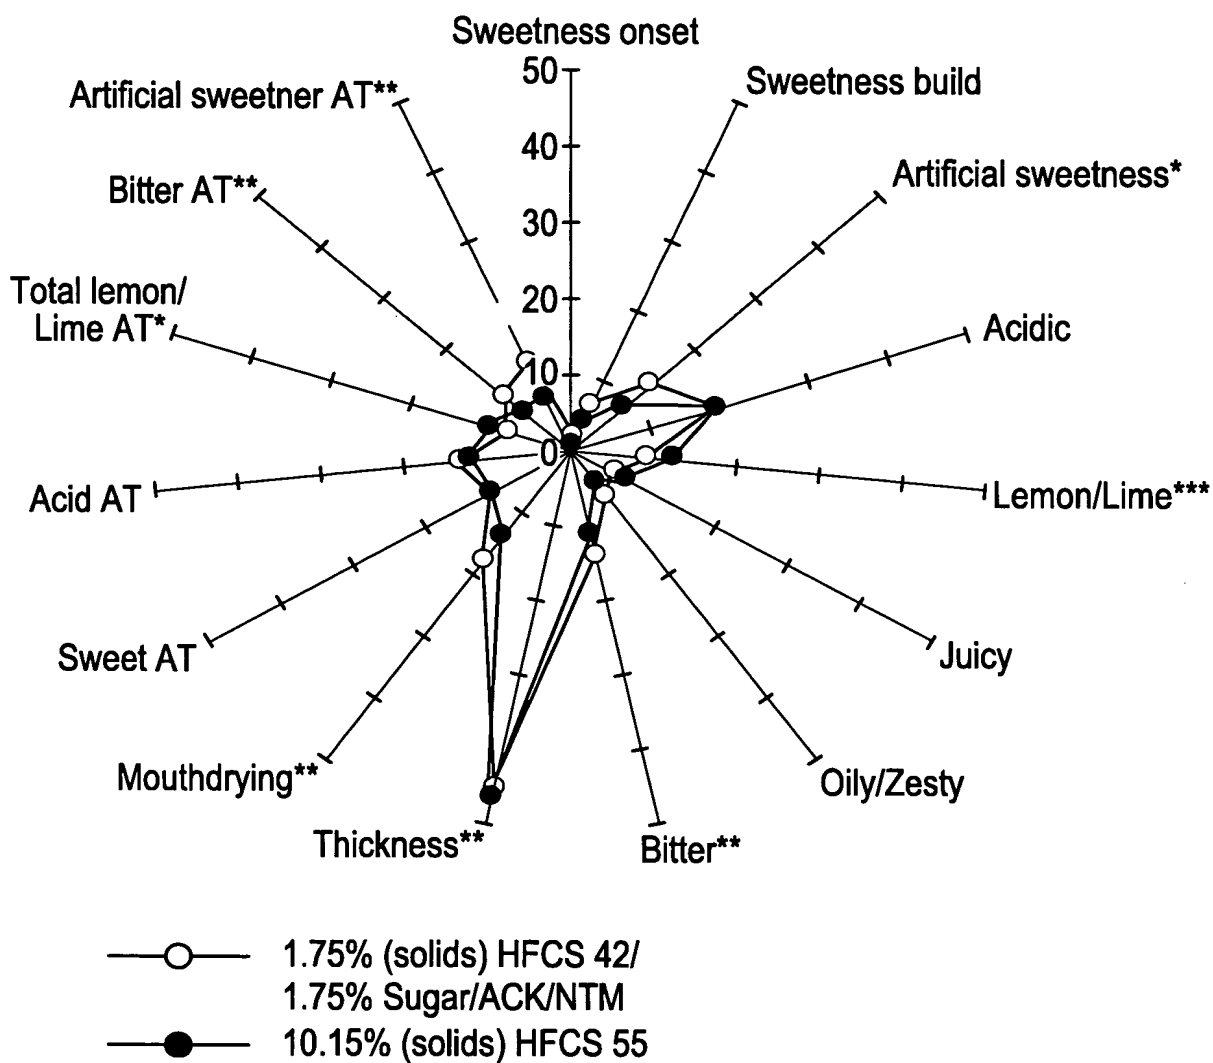 Sweetness onset
50
40
30
20
10
0
Sweetness build
Artificial sweetness*
Acidic
Lemon/Lime***
Juicy
Oily/Zesty
Bitter**
Thickness**
Mouthdrying**
Sweet AT
Acid AT
Total lemon/
Lime AT*
Bitter AT**
Artificial sweetner AT**
1.75% (solids) HFCS 42/
1.75% Sugar/ACK/NTM
10.15% (solids) HFCS 55